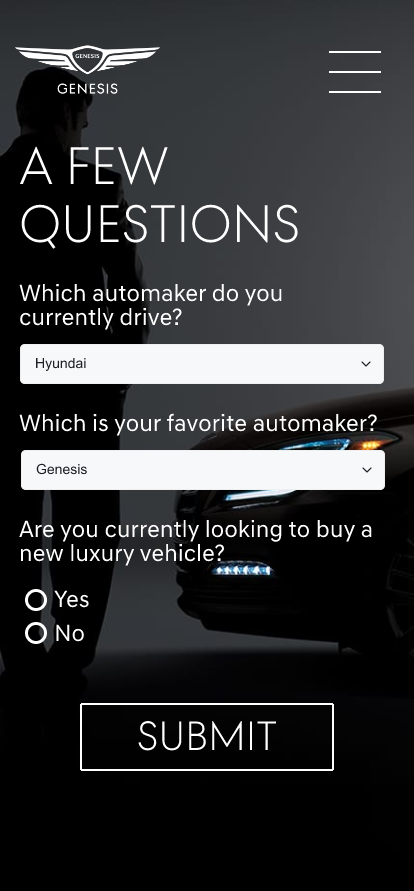 GENESIS
GENESIS
A FEW
QUESTIONS
Which automaker do you
currently drive?
Hyundai
Which is your favorite automaker?
Genesis
Are you currently looking to buy a
new luxury vehicle?
Yes
No
SUBMIT